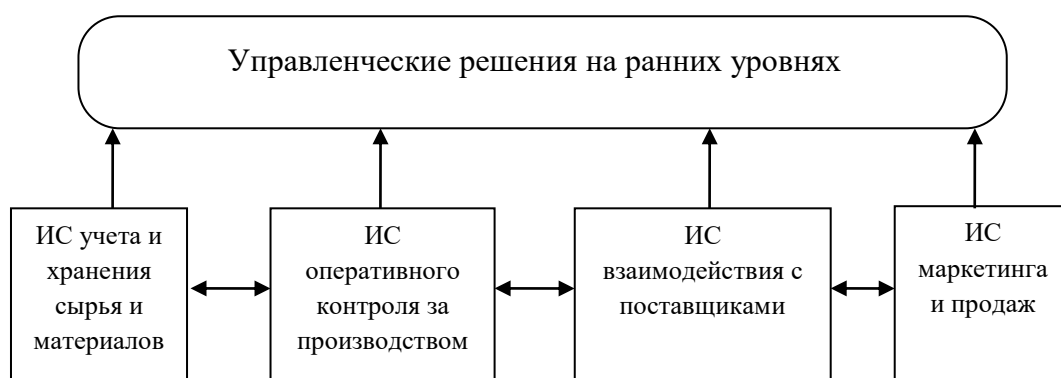 Управленческие решения на ранних уровнях
ИС учета и
хранения
сырья и
материалов
ИС
оперативного
контроля за
производством
ИС
взаимодействия с
поставщиками
ИС
маркетинга
и продаж